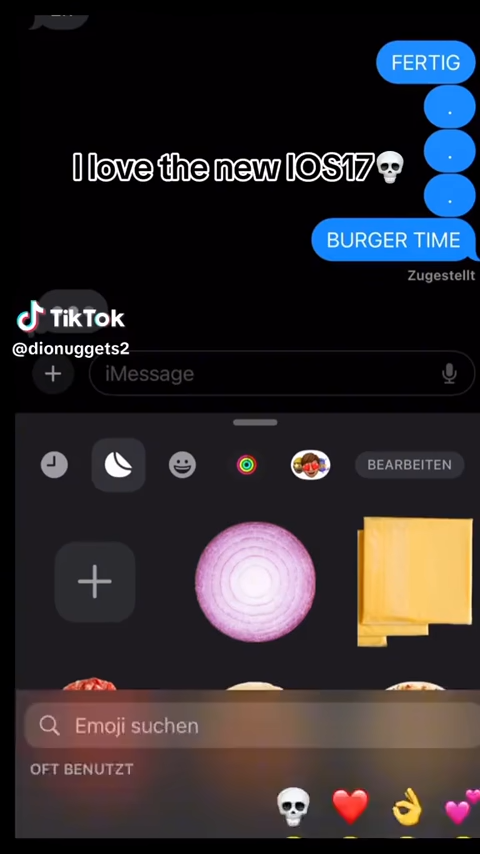 FERTIG
.
.
I love the new IOS17💀
.
BURGER TIME
Zugestellt
TikTok
@dionuggets2
iMessage
BEARBEITEN
Emoji suchen
OFT BENUTZT